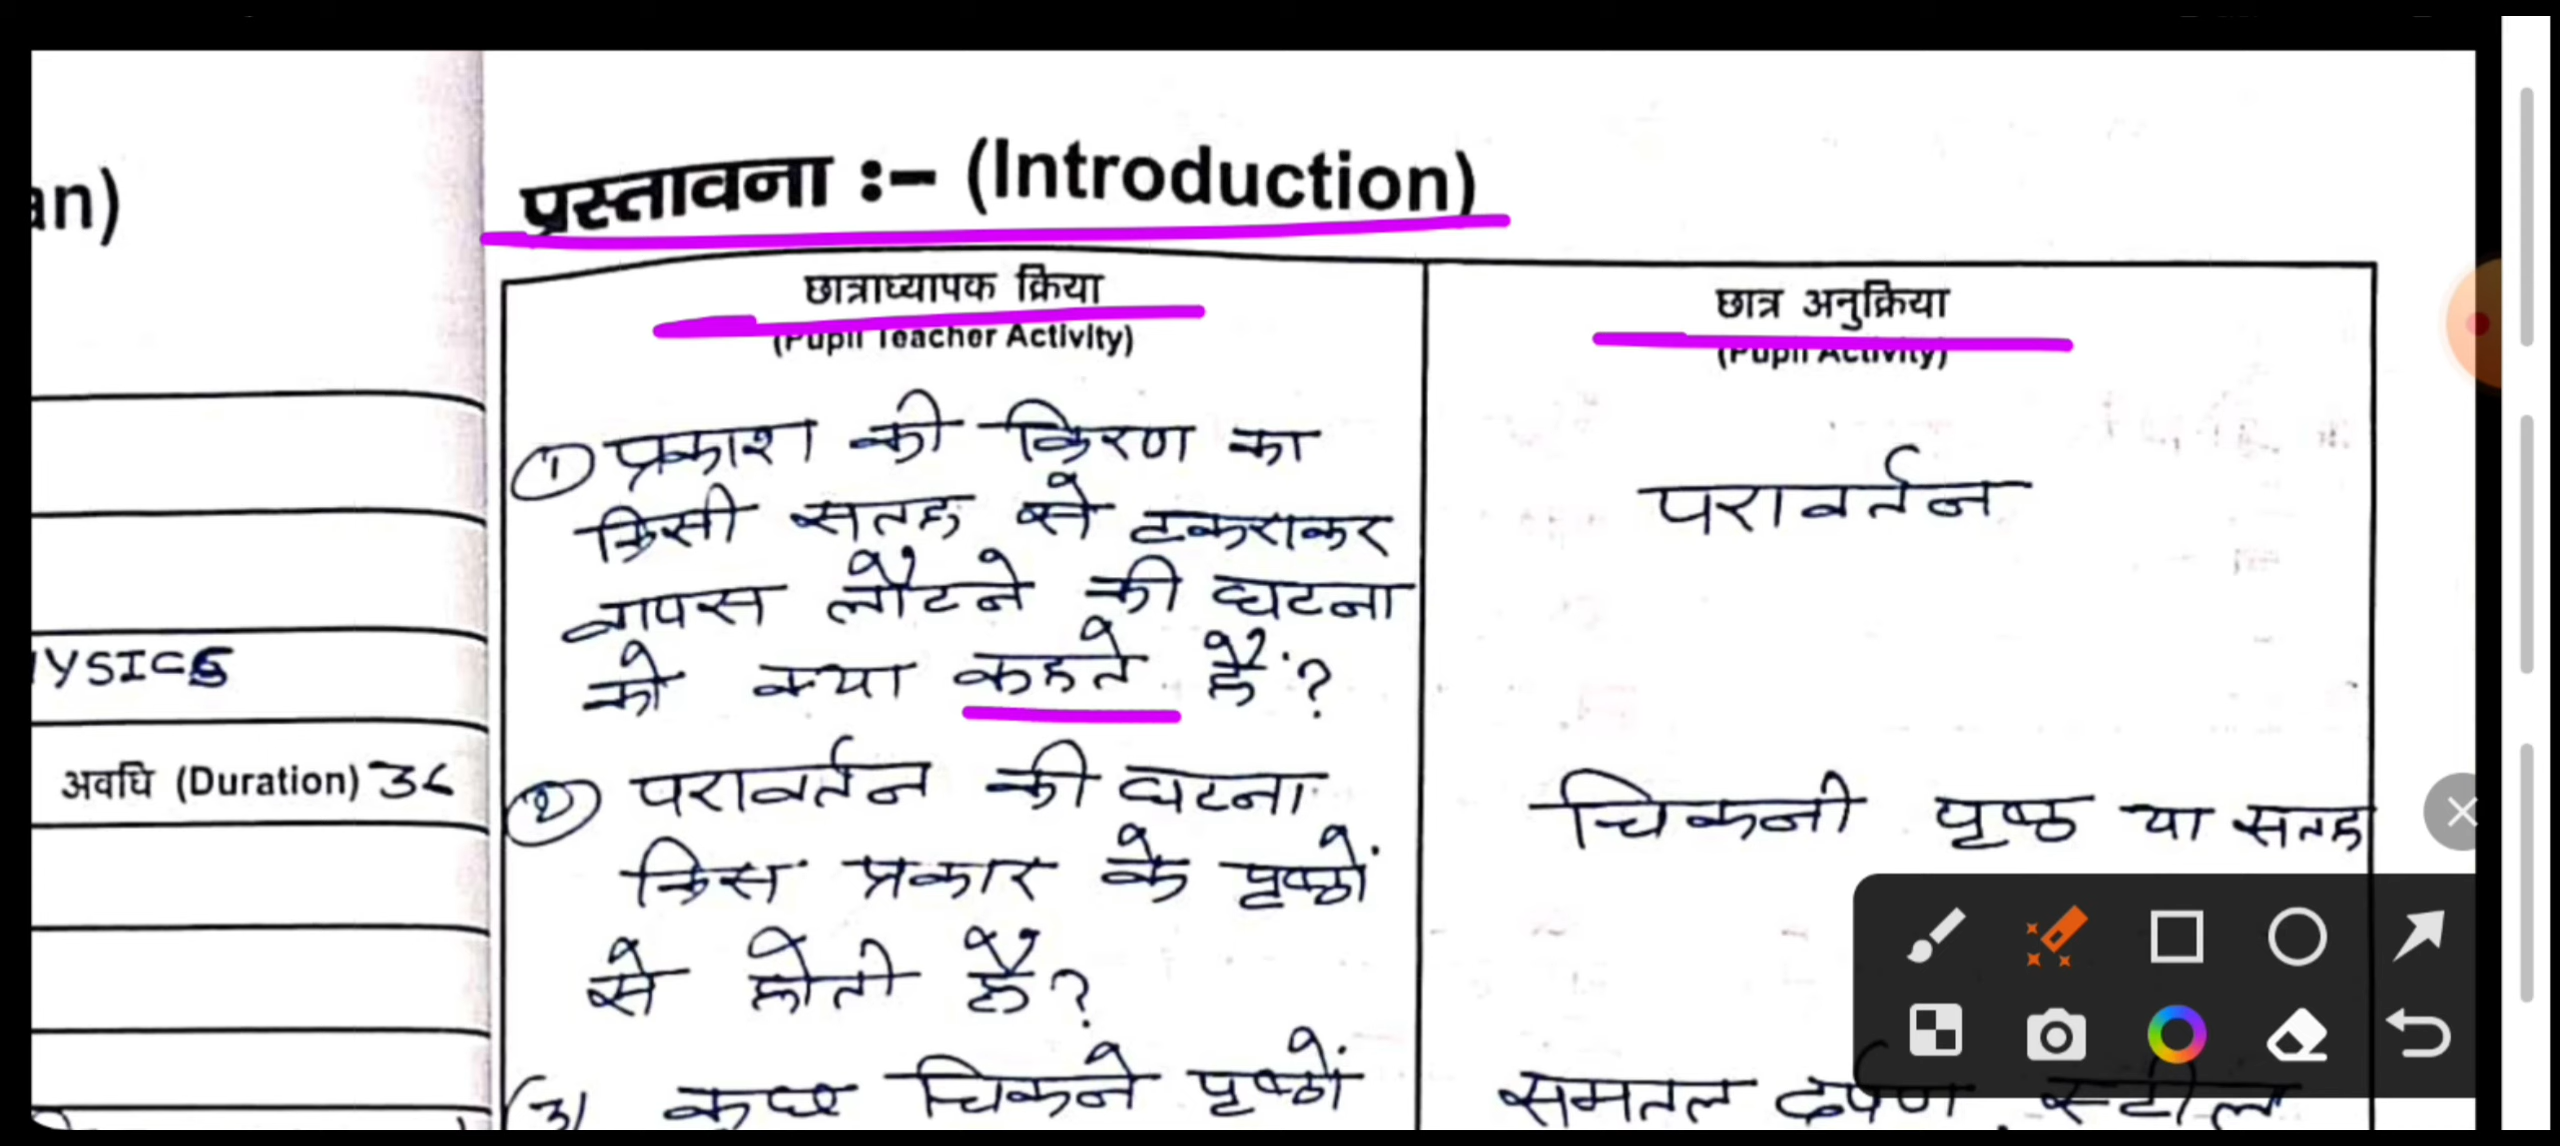 an)
YSICS
अवधि (Duration) 3
प्रस्तावना :– (Introduction)
छात्राध्यापक क्रिया
(Pupil Teacher Activity)
छात्र अनुक्रिया
(Pupil Activity)
① प्रकाश की किरण का
किसी सतह से टकराकर
वापस लौटने की घटना
को क्या कहते हैं?
परावर्तन
② परावर्तन की घटना
किस प्रकार के पृष्ठों
से होती है?
चिकनी पृष्ठ या सतह
3) कुछ चिकने पृष्ठों
समतल दर्पण, स्टील